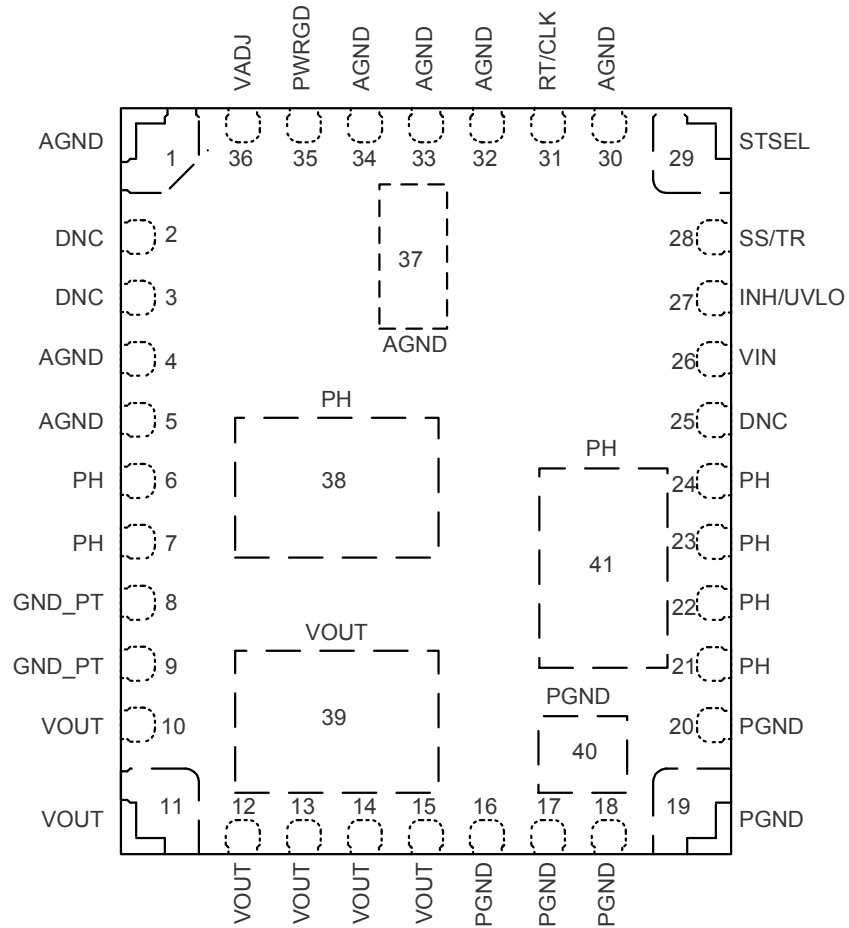 VADJ
PWRGD
AGND
AGND
AGND
RT/CLK
AGND
36 35 34 33 32 31 30
AGND 1 29 STSEL
DNC 2 28 SS/TR
DNC 3 37 27 INH/UVLO
AGND 4 AGND 26 VIN
AGND 5 25 DNC
PH
PH
PH 6 38 24 PH
PH 7 41 23 PH
GND_PT 8 22 PH
VOUT
GND_PT 9 21 PH
PGND
VOUT 10 39 40 20 PGND
VOUT 11 19 PGND
12 13 14 15 16 17 18
VOUT
VOUT
VOUT
VOUT
PGND
PGND
PGND